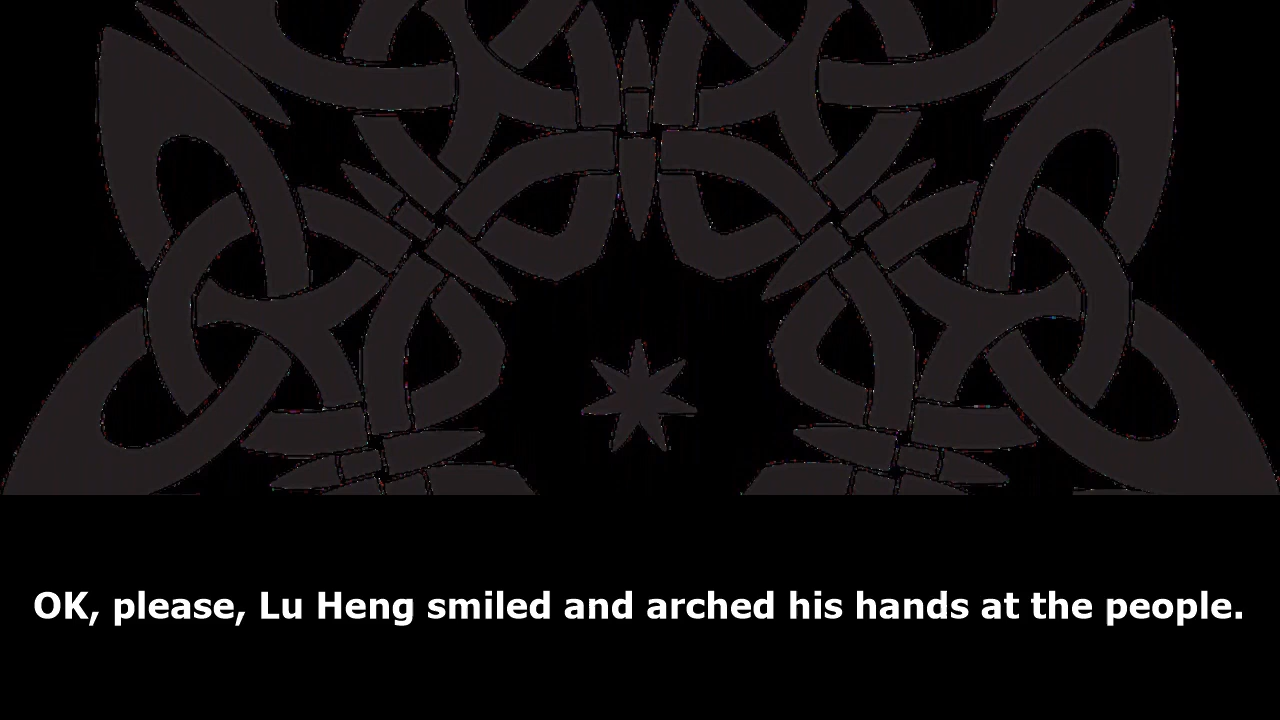 OK, please, Lu Heng smiled and arched his hands at the people.